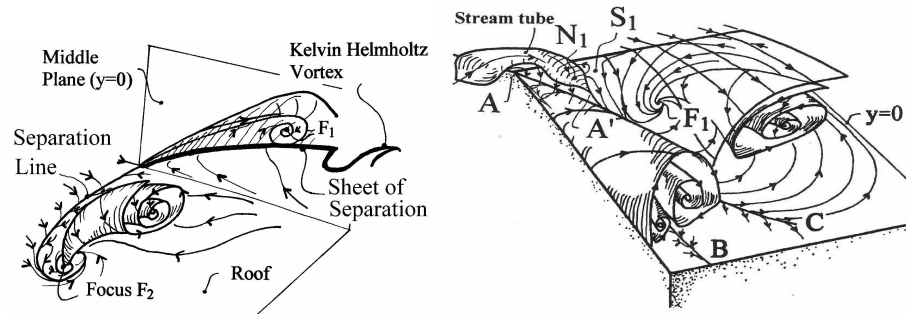 Middle
Plane (y=0)
Kelvin Helmholtz
Vortex
F₁
Separation
Line
Sheet of
Separation
Roof
Focus F₂
Stream tube
N₁
S₁
A
A'
F₁
y=0
C
B